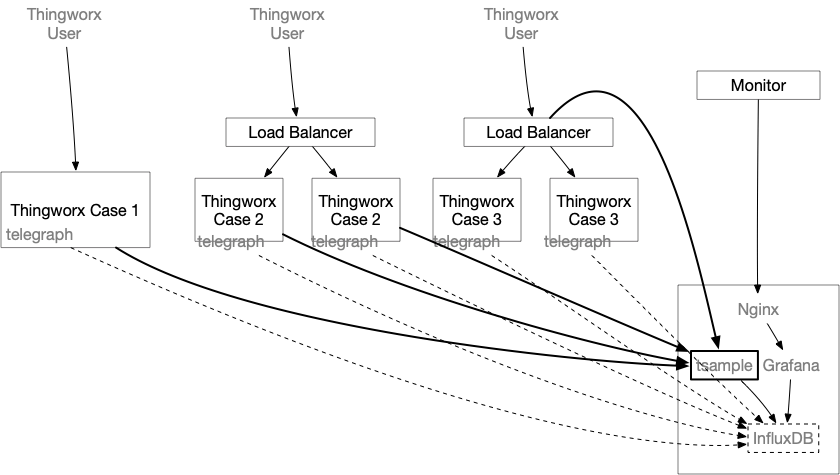 Thingworx
User
Thingworx
User
Thingworx
User
Monitor
Load Balancer
Load Balancer
Thingworx Case 1
telegraph
Thingworx
Case 2
telegraph
Thingworx
Case 2
telegraph
Thingworx
Case 3
telegraph
Thingworx
Case 3
telegraph
Nginx
tsample
Grafana
InfluxDB